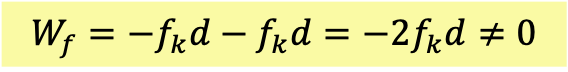 W_f = −f_k d − f_k d = −2f_k d ≠ 0